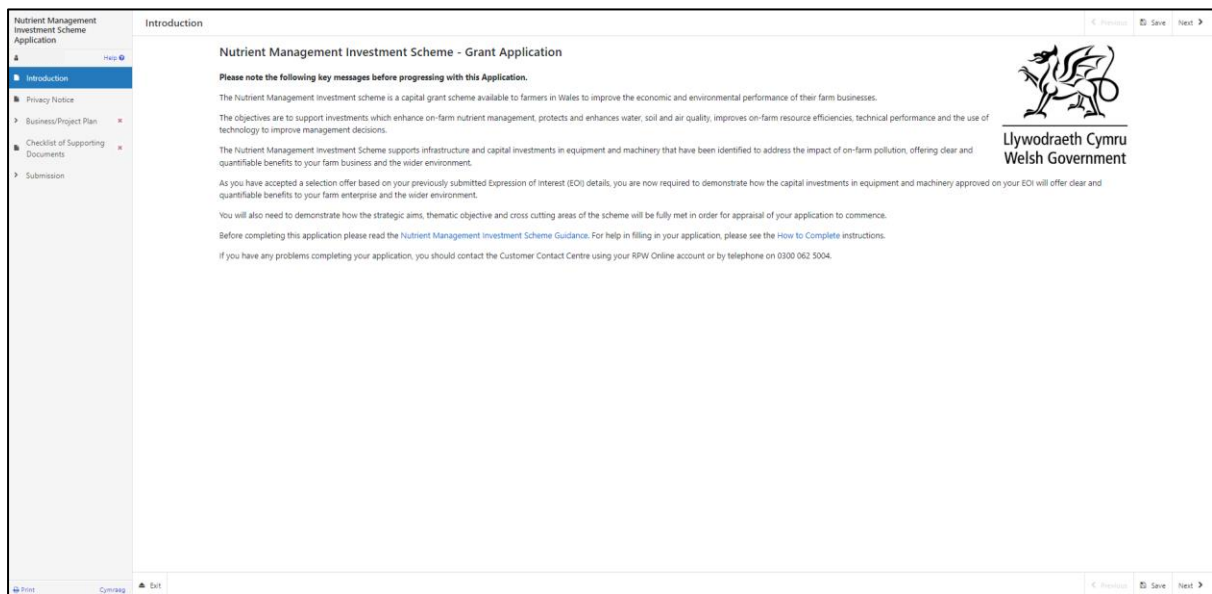 Nutrient Management
Investment Scheme
Application
Help
Introduction
Privacy Notice
Business/Project Plan
Checklist of Supporting
Documents
Submission
Print
Cymraeg
Introduction
Previous
Save
Next
Nutrient Management Investment Scheme - Grant Application
Please note the following key messages before progressing with this Application.
The Nutrient Management Investment scheme is a capital grant scheme available to farmers in Wales to improve the economic and environmental performance of their farm businesses.
The objectives are to support investments which enhance on-farm nutrient management, protects and enhances water, soil and air quality, improves on-farm resource efficiencies, technical performance and the use of
technology to improve management decisions.
The Nutrient Management Investment Scheme supports infrastructure and capital investments in equipment and machinery that have been identified to address the impact of on-farm pollution, offering clear and
quantifiable benefits to your farm business and the wider environment.
As you have accepted a selection offer based on your previously submitted Expression of Interest (EOI) details, you are now required to demonstrate how the capital investments in equipment and machinery approved on your EOI will offer clear and
quantifiable benefits to your farm enterprise and the wider environment.
You will also need to demonstrate how the strategic aims, thematic objective and cross cutting areas of the scheme will be fully met in order for appraisal of your application to commence.
Before completing this application please read the Nutrient Management Investment Scheme Guidance. For help in filling in your application, please see the How to Complete instructions.
If you have any problems completing your application, you should contact the Customer Contact Centre using your RPW Online account or by telephone on 0300 062 5004.
Llywodraeth Cymru
Welsh Government
Exit
Previous
Save
Next